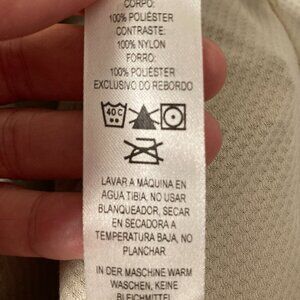 CORPO:
100% POLIÉSTER
CONTRASTE:
100% NYLON
FORRO:
100% POLIÉSTER
EXCLUSIVO DO REBORDO
40 C
LAVAR A MÁQUINA EN
AGUA TIBIA, NO USAR
BLANQUEADOR, SECAR
EN SECADORA A
TEMPERATURA BAJA, NO
PLANCHAR
IN DER MASCHINE WARM
WASCHEN, KEINE
BLEICHMITTEL